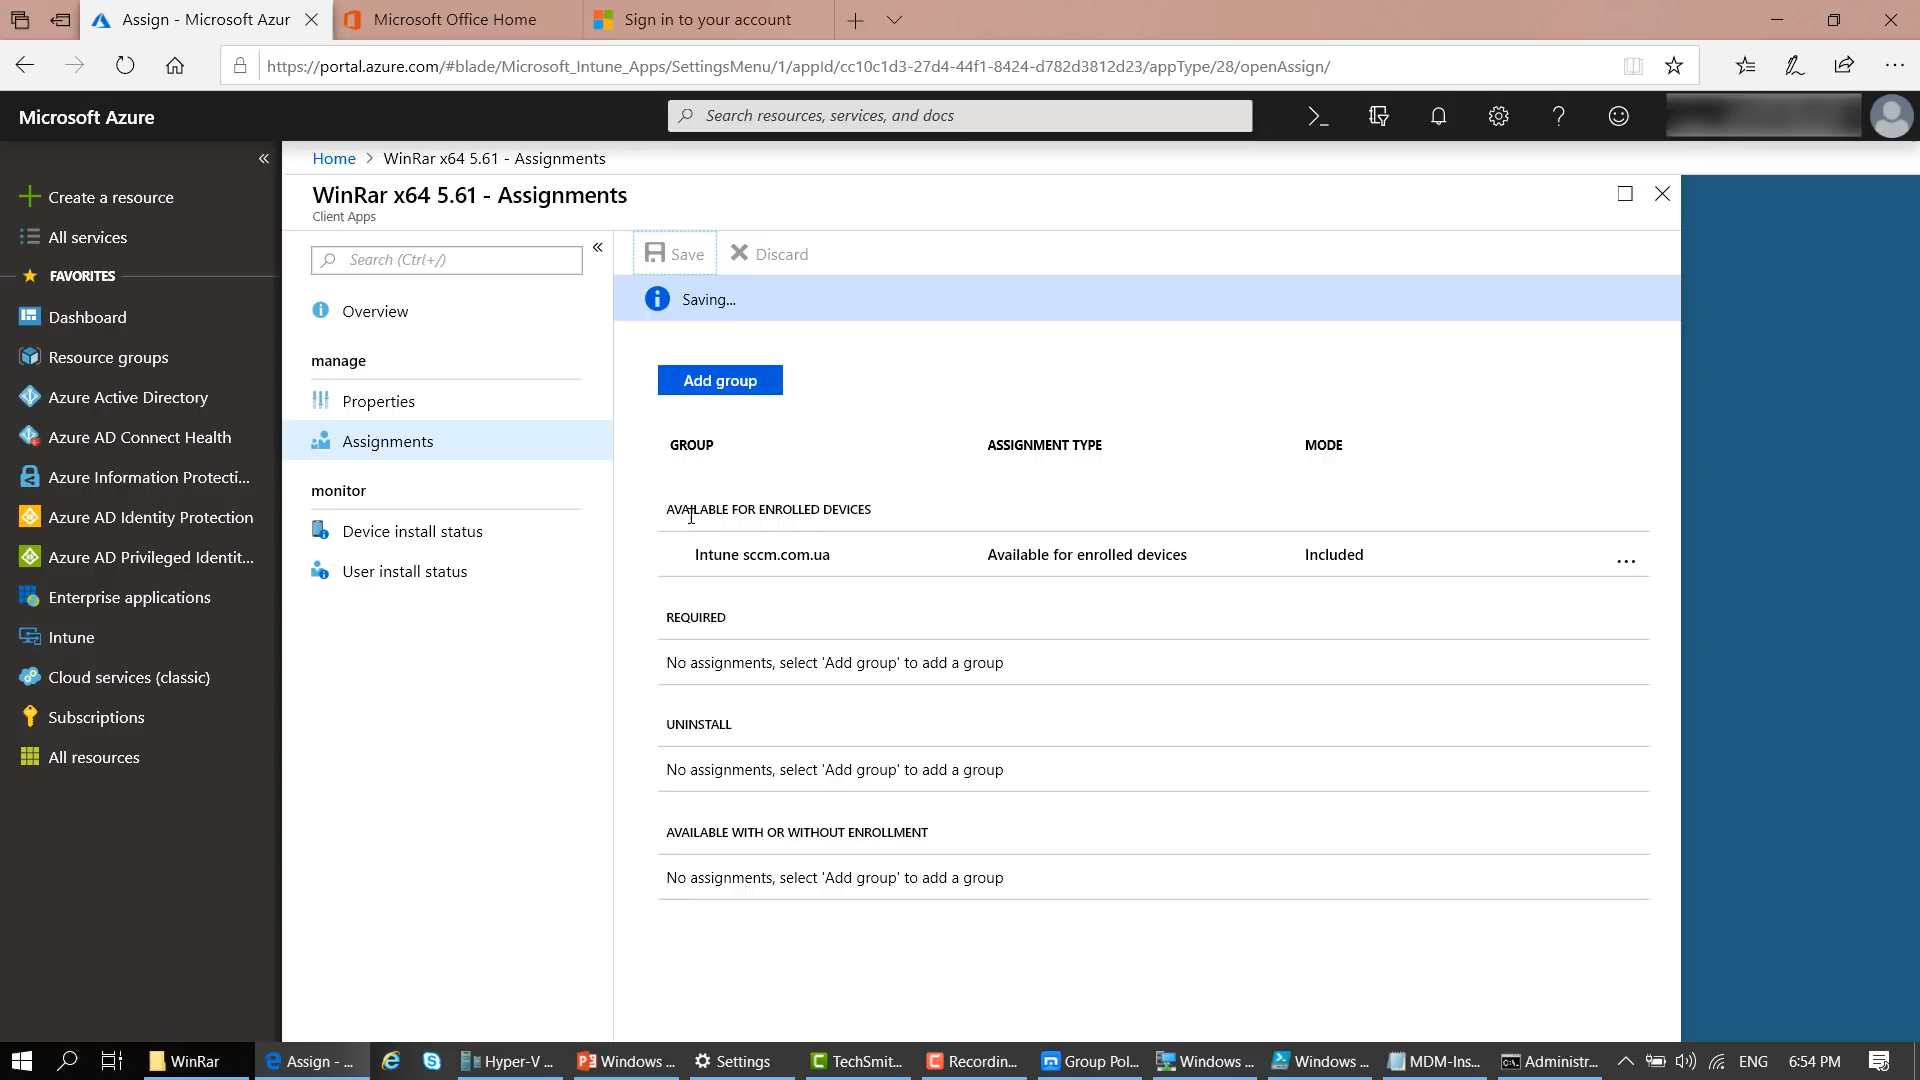 Assign - Microsoft Azur
Microsoft Office Home
Sign in to your account
https://portal.azure.com/#blade/Microsoft_Intune_Apps/SettingsMenu/1/appId/cc10c1d3-27d4-44f1-8424-d782d3812d23/appType/28/openAssign/
Microsoft Azure
Search resources, services, and docs
Create a resource
All services
FAVORITES
Dashboard
Resource groups
Azure Active Directory
Azure AD Connect Health
Azure Information Protecti...
Azure AD Identity Protection
Azure AD Privileged Identit...
Enterprise applications
Intune
Cloud services (classic)
Subscriptions
All resources
Home > WinRar x64 5.61 - Assignments
WinRar x64 5.61 - Assignments
Client Apps
Search (Ctrl+/)
Overview
manage
Properties
Assignments
monitor
Device install status
User install status
Save
Discard
Saving...
Add group
GROUP ASSIGNMENT TYPE MODE
AVAILABLE FOR ENROLLED DEVICES
Intune sccm.com.ua Available for enrolled devices Included ...
REQUIRED
No assignments, select 'Add group' to add a group
UNINSTALL
No assignments, select 'Add group' to add a group
AVAILABLE WITH OR WITHOUT ENROLLMENT
No assignments, select 'Add group' to add a group
WinRar
Assign - ...
Hyper-V ...
Windows ...
Settings
TechSmit...
Recordin...
Group Pol...
Windows ...
Windows ...
MDM-Ins...
Administr...
ENG
6:54 PM